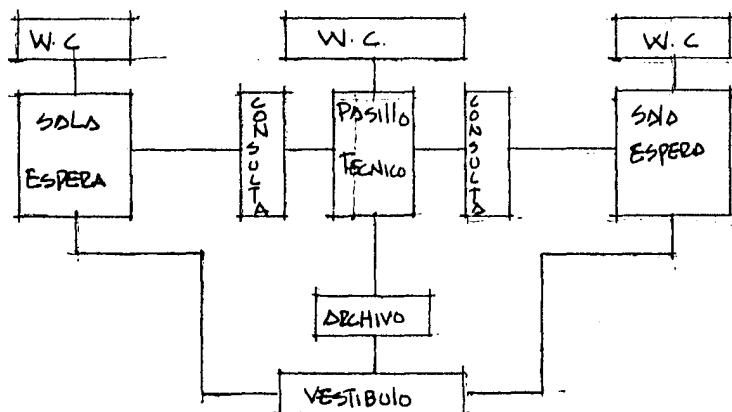 W.C
W.C.
W.C
SALA
ESPERA
CONSULTA
PASILLO
TECNICO
CONSULTA
SALA
ESPERA
ARCHIVO
VESTIBULO